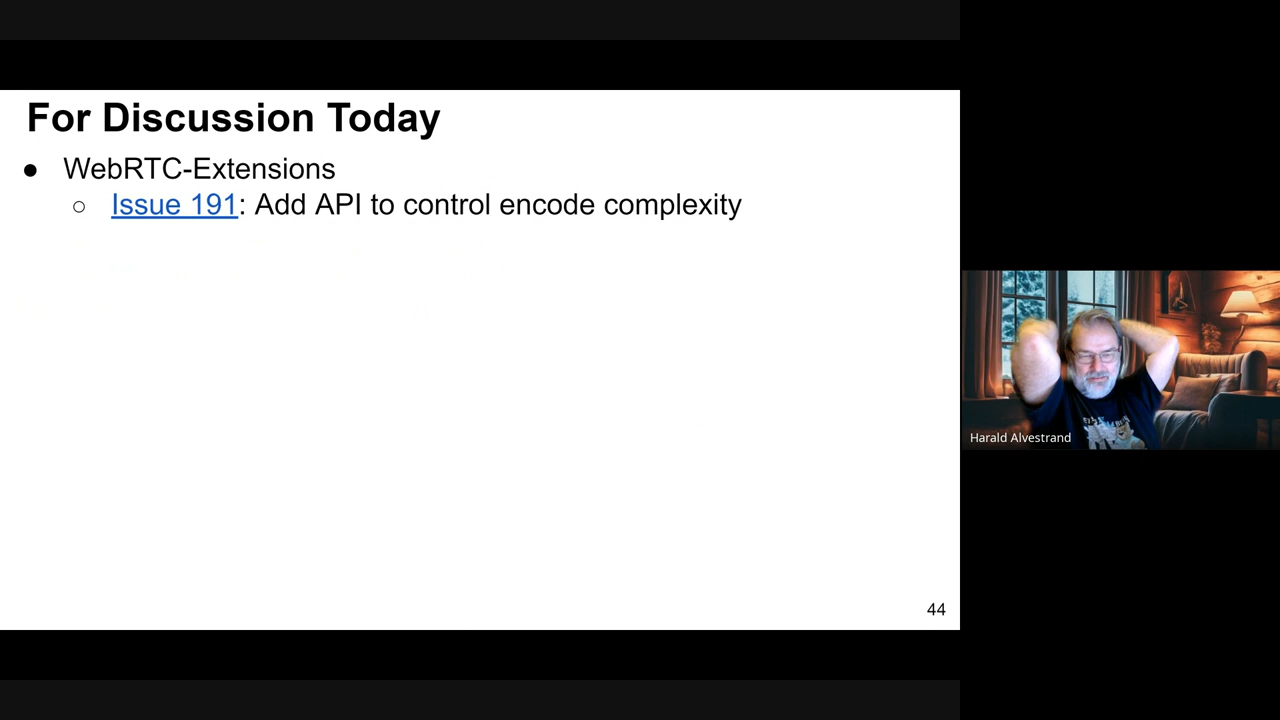 For Discussion Today
● WebRTC-Extensions
○ Issue 191: Add API to control encode complexity
44
Harald Alvestrand